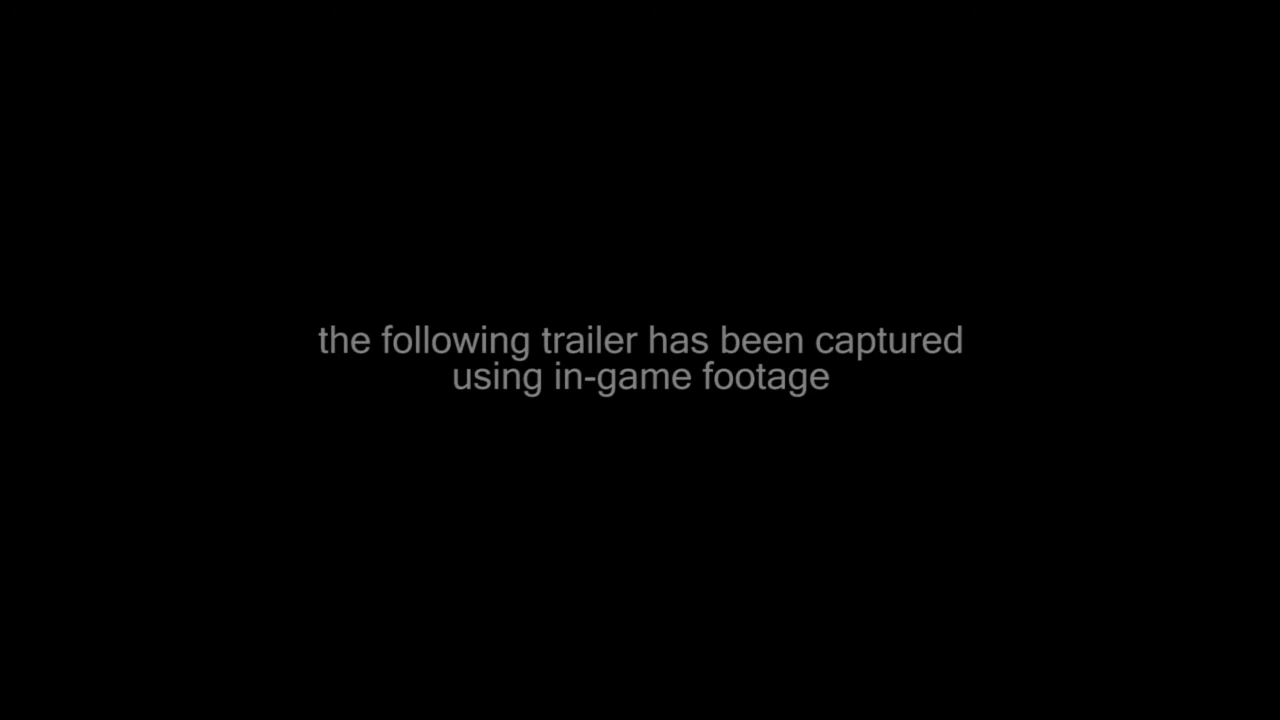 the following trailer has been captured
using in-game footage